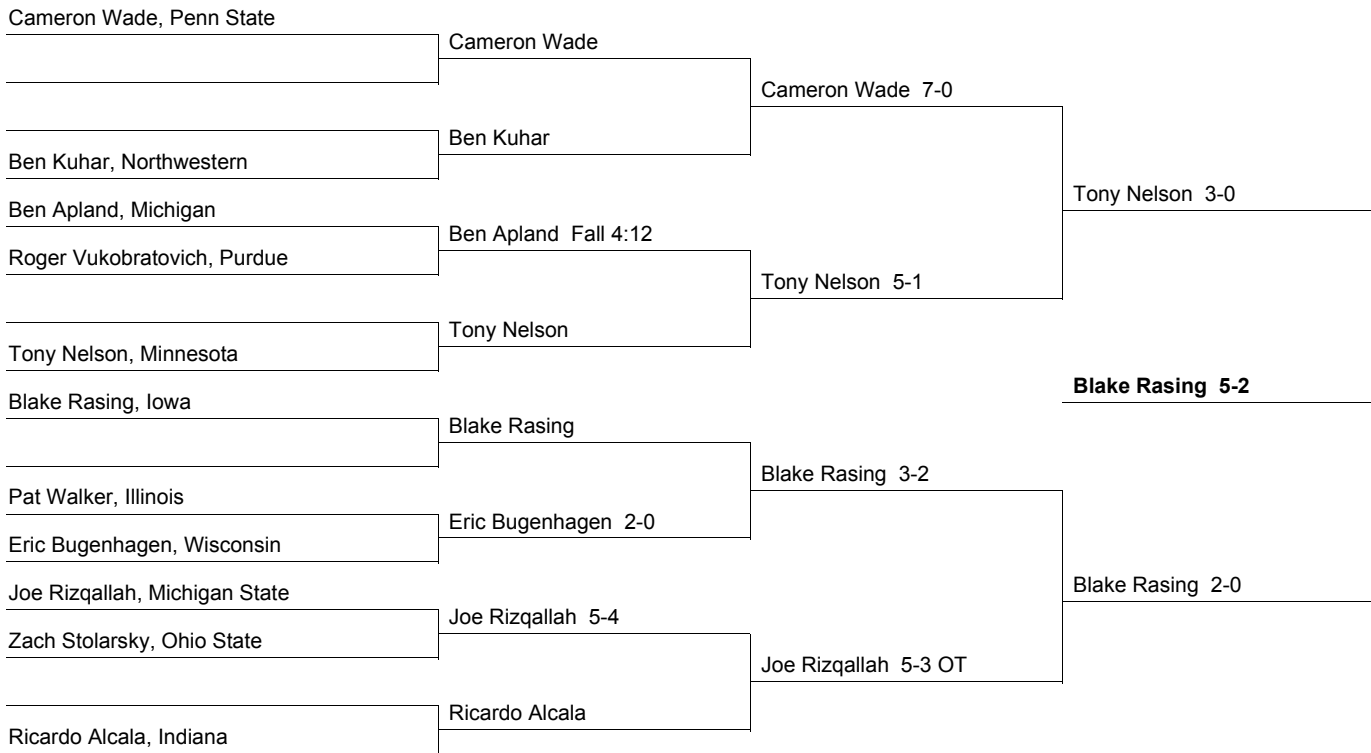 Cameron Wade, Penn State
Cameron Wade
Cameron Wade 7-0
Ben Kuhar
Ben Kuhar, Northwestern
Tony Nelson 3-0
Ben Apland, Michigan
Ben Apland Fall 4:12
Roger Vukobratovich, Purdue
Tony Nelson 5-1
Tony Nelson
Tony Nelson, Minnesota
Blake Rasing 5-2
Blake Rasing, Iowa
Blake Rasing
Blake Rasing 3-2
Pat Walker, Illinois
Eric Bugenhagen 2-0
Eric Bugenhagen, Wisconsin
Blake Rasing 2-0
Joe Rizqallah, Michigan State
Joe Rizqallah 5-4
Zach Stolarsky, Ohio State
Joe Rizqallah 5-3 OT
Ricardo Alcala
Ricardo Alcala, Indiana